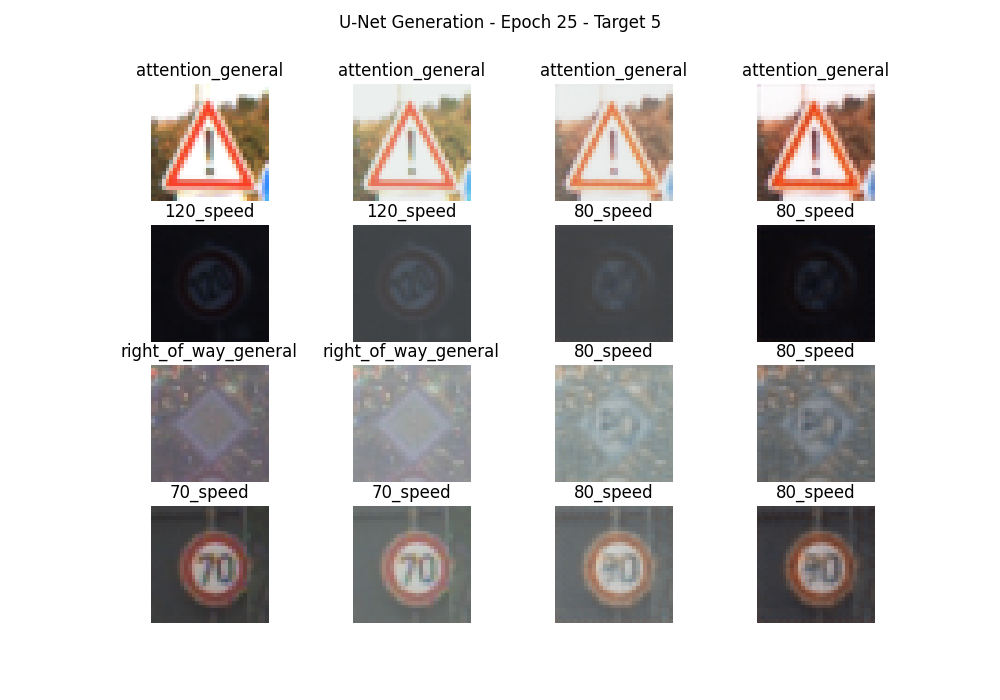 U-Net Generation - Epoch 25 - Target 5
attention_general attention_general attention_general attention_general
120_speed 120_speed 80_speed 80_speed
right_of_way_general right_of_way_general 80_speed 80_speed
70_speed 70_speed 80_speed 80_speed
70 70